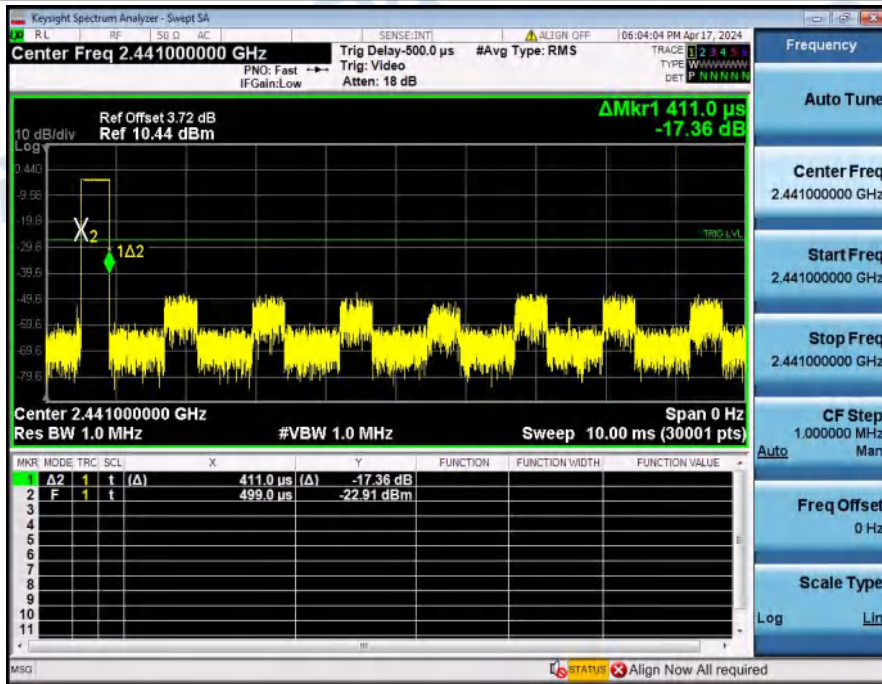 Keysight Spectrum Analyzer - Swept SA
RL RF 50 Ω AC SENSE:INT ALIGN OFF 06:04:04 PM Apr 17, 2024
Center Freq 2.441000000 GHz
PNO: Fast
IFGain:Low
Trig Delay-500.0 µs
Trig: Video
Atten: 18 dB
#Avg Type: RMS
TRACE 1 2 3 4 5 6
TYPE WWWWWW
DET P N N N N N
Ref Offset 3.72 dB
Ref 10.44 dBm
10 dB/div
Log
ΔMkr1 411.0 µs
-17.36 dB
0.440
-9.56
-19.6
-29.6
-39.6
-49.6
-59.6
-69.6
-79.6
X2
1Δ2
TRIG LVL
Center 2.441000000 GHz Span 0 Hz
Res BW 1.0 MHz #VBW 1.0 MHz Sweep 10.00 ms (30001 pts)
MKR MODE TRC SCL X Y FUNCTION FUNCTION WIDTH FUNCTION VALUE
1 Δ2 1 t (Δ) 411.0 µs (Δ) -17.36 dB
2 F 1 t 499.0 µs -22.91 dBm
3
4
5
6
7
8
9
10
11
MSG STATUS Align Now All required
Frequency
Auto Tune
Center Freq
2.441000000 GHz
Start Freq
2.441000000 GHz
Stop Freq
2.441000000 GHz
CF Step
1.000000 MHz
Auto Man
Freq Offset
0 Hz
Scale Type
Log Lin